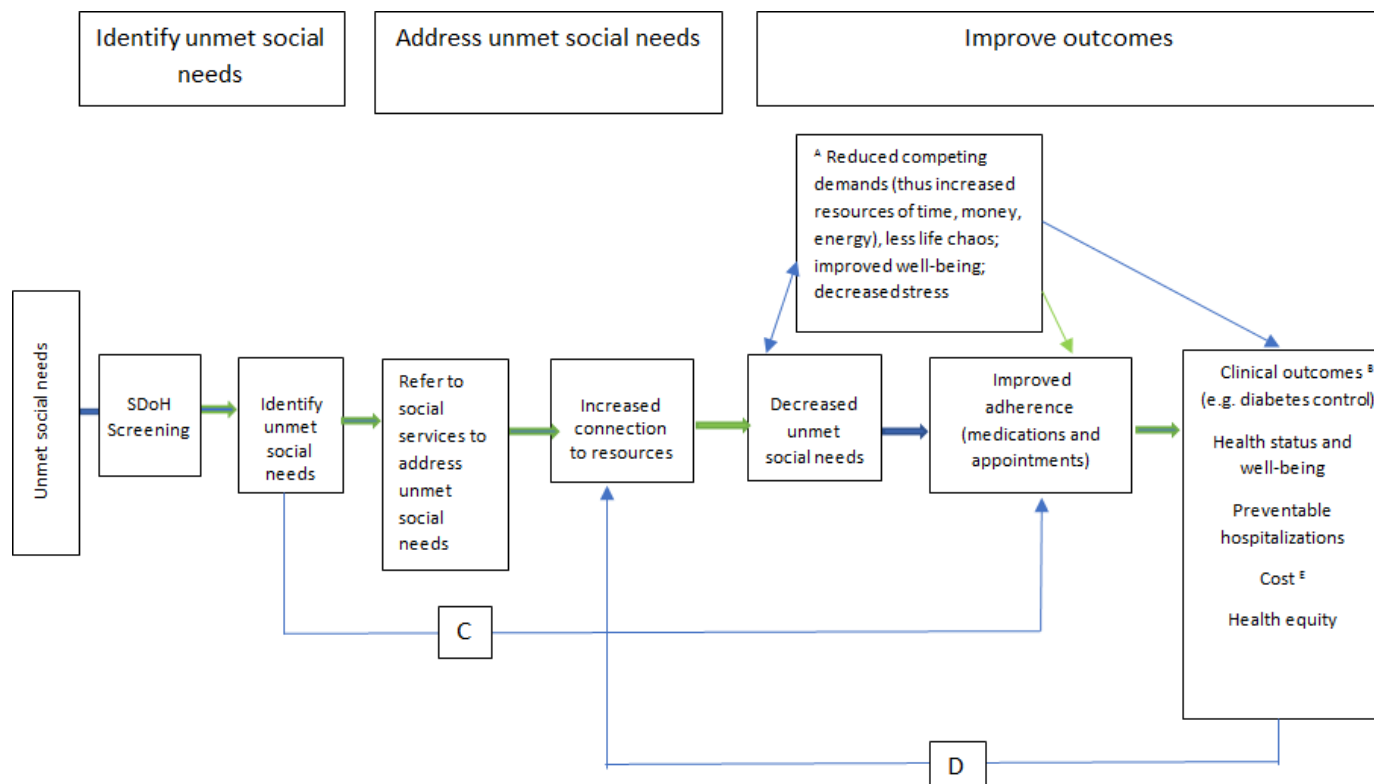 Identify unmet social
needs
Address unmet social needs
Improve outcomes
A Reduced competing
demands (thus increased
resources of time, money,
energy), less life chaos;
improved well-being;
decreased stress
Unmet social needs
SDoH
Screening
Identify
unmet
social
needs
Refer to
social
services to
address
unmet
social
needs
Increased
connection
to resources
Decreased
unmet
social needs
Improved
adherence
(medications and
appointments)
Clinical outcomes B
(e.g. diabetes control)
Health status and
well-being
Preventable
hospitalizations
Cost E
Health equity
C
D